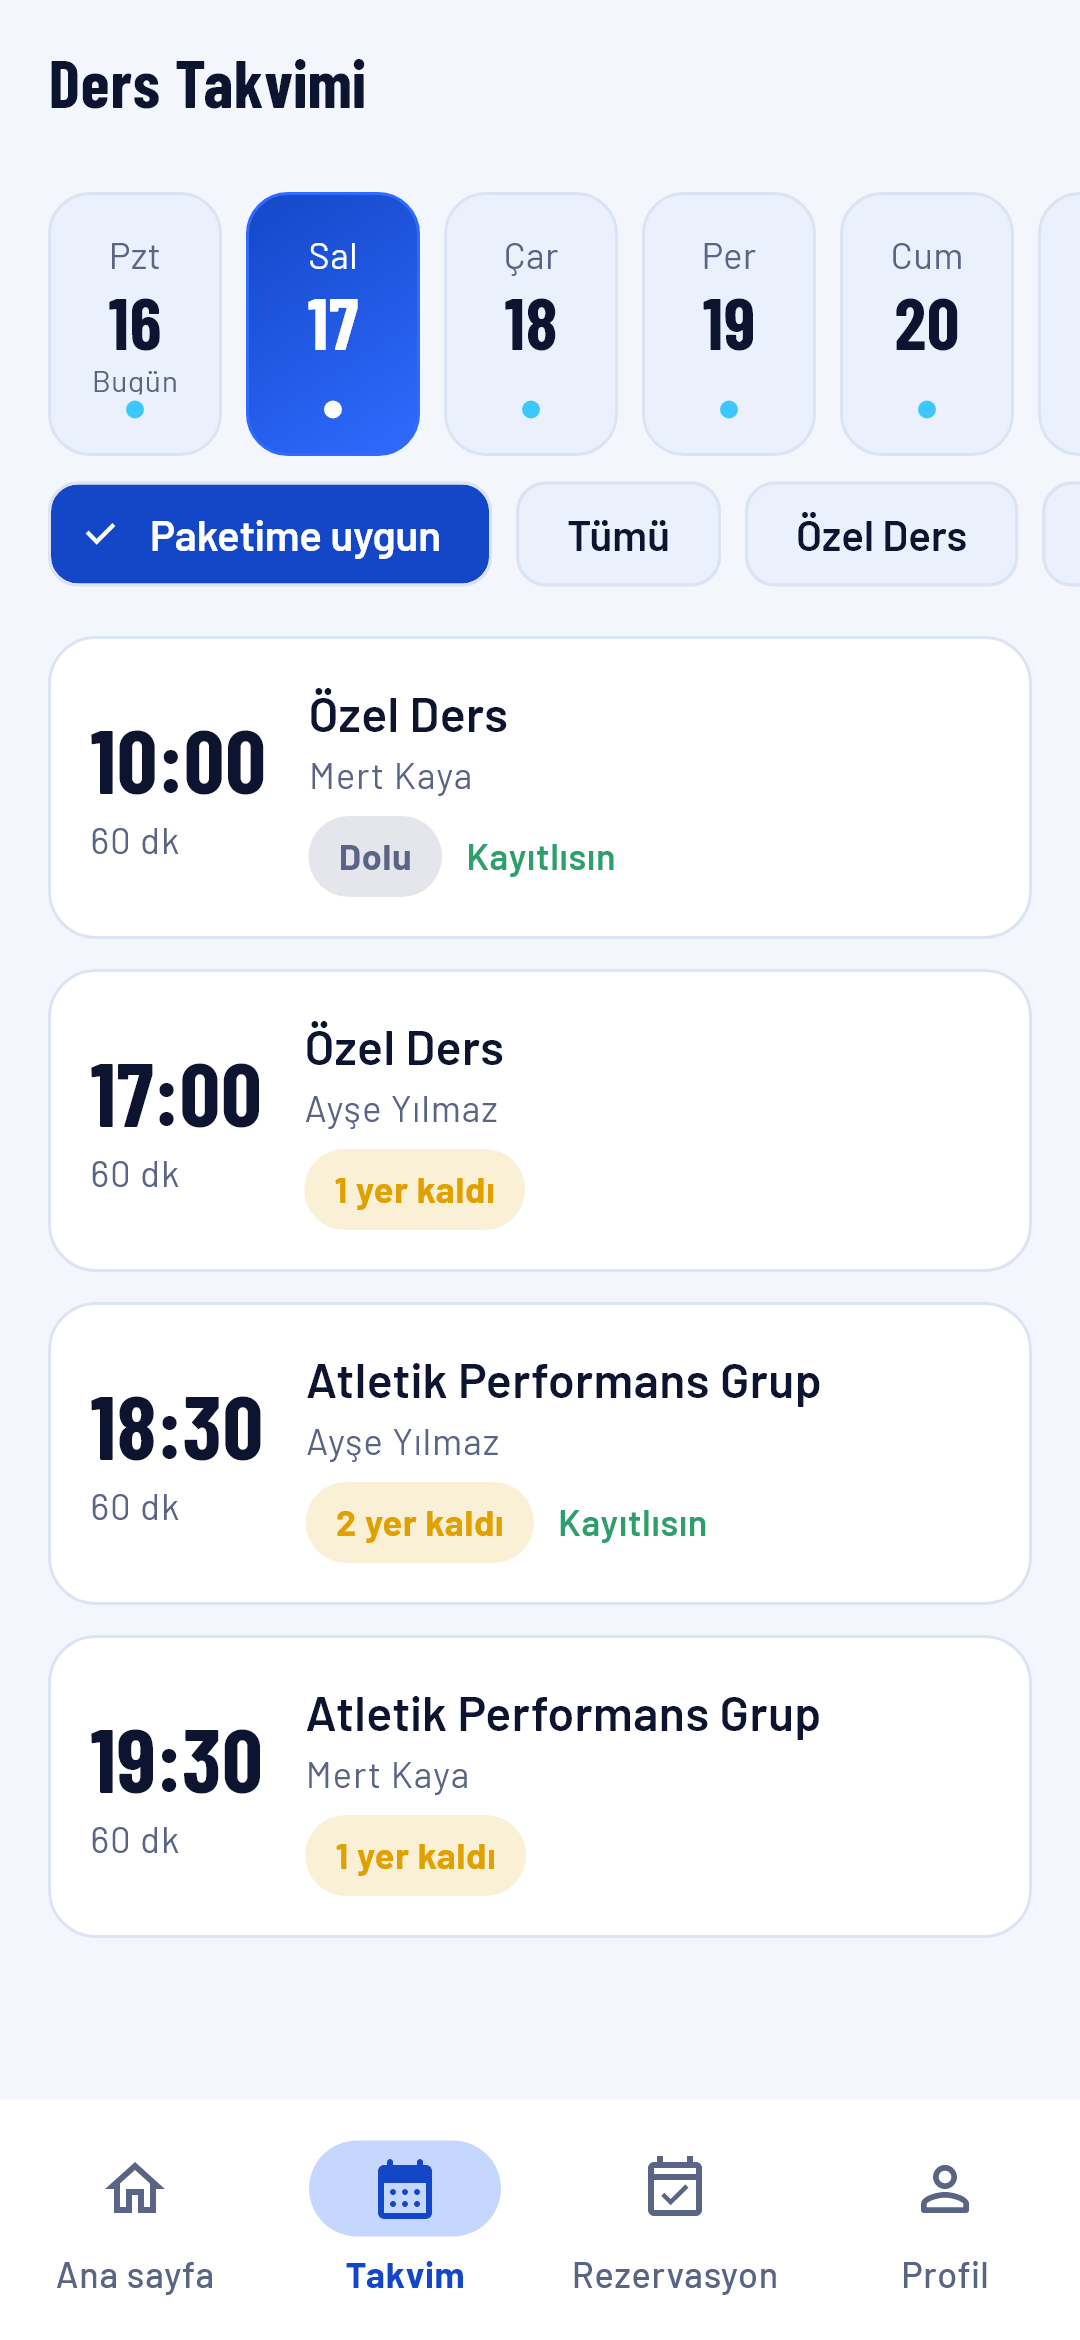 Ders Takvimi
Pzt Sal Çar Per Cum
16 17 18 19 20
Bugün
Paketime uygun Tümü Özel Ders
Özel Ders
10:00
Mert Kaya
60 dk
Dolu Kayıtlısın
Özel Ders
17:00
Ayşe Yılmaz
60 dk
1 yer kaldı
Atletik Performans Grup
18:30
Ayşe Yılmaz
60 dk
2 yer kaldı Kayıtlısın
Atletik Performans Grup
19:30
Mert Kaya
60 dk
1 yer kaldı
Ana sayfa Takvim Rezervasyon Profil